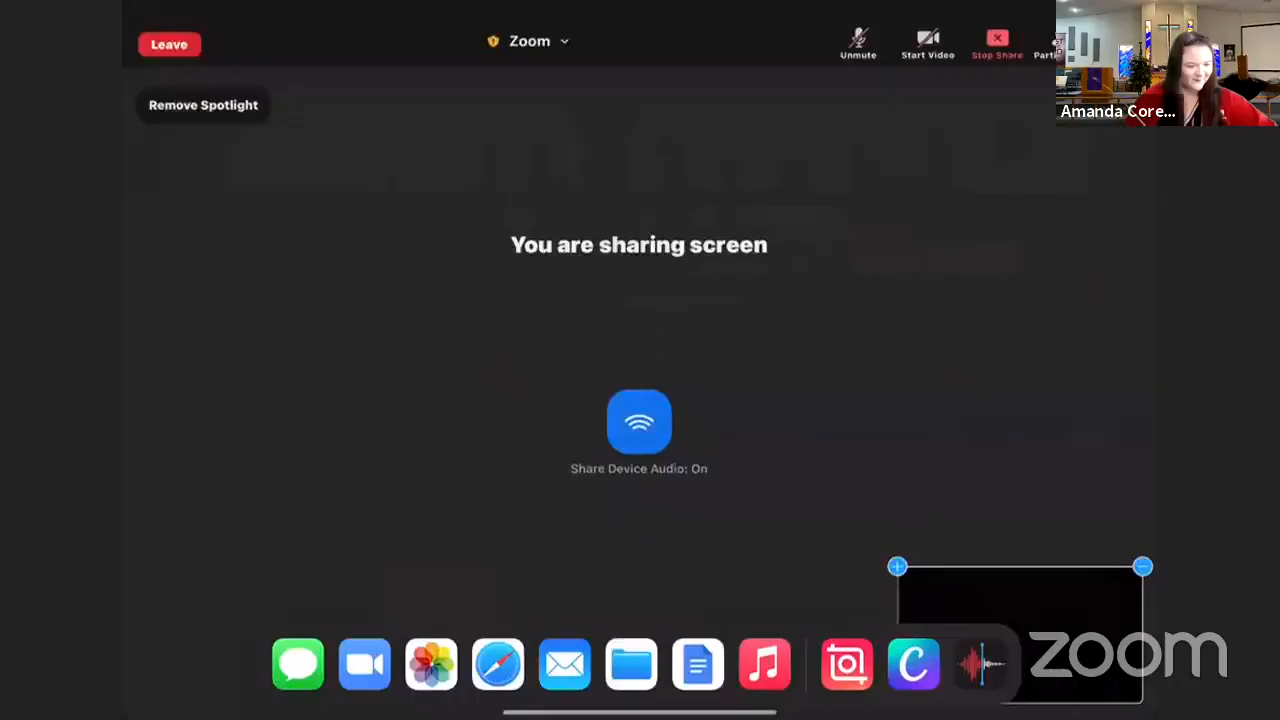 Leave
Zoom
Unmute
Start Video
Stop Share
Parti
Amanda Core...
Remove Spotlight
You are sharing screen
Share Device Audio: On
zoom